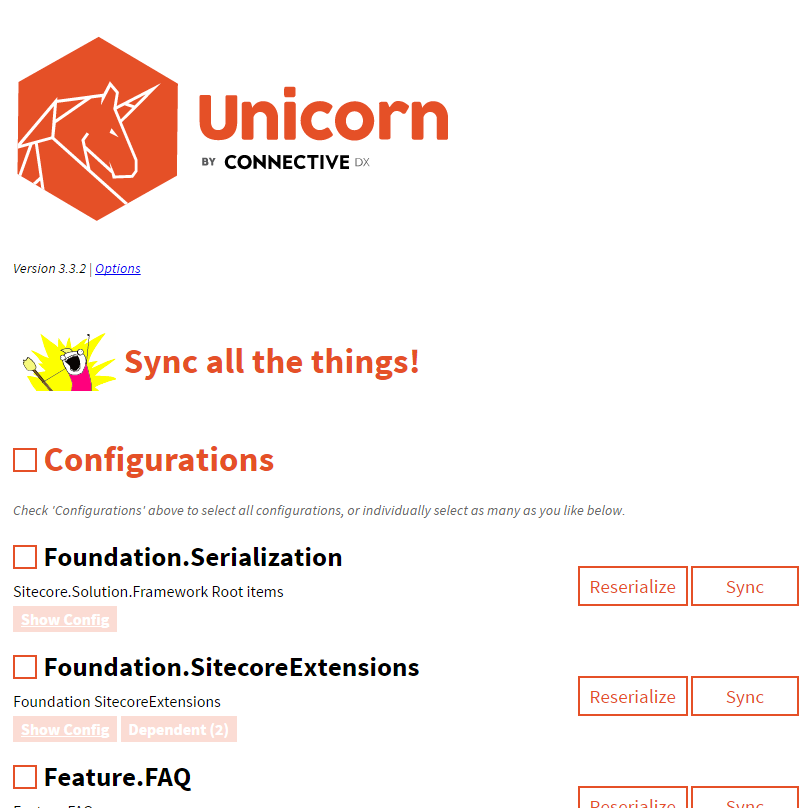 Unicorn
BY CONNECTIVE DX
Version 3.3.2 | Options
Sync all the things!
Configurations
Check 'Configurations' above to select all configurations, or individually select as many as you like below.
Foundation.Serialization
Sitecore.Solution.Framework Root items
Show Config
Reserialize
Sync
Foundation.SitecoreExtensions
Foundation SitecoreExtensions
Show Config
Dependent (2)
Reserialize
Sync
Feature.FAQ
Feature FAQ
Reserialize
Sync